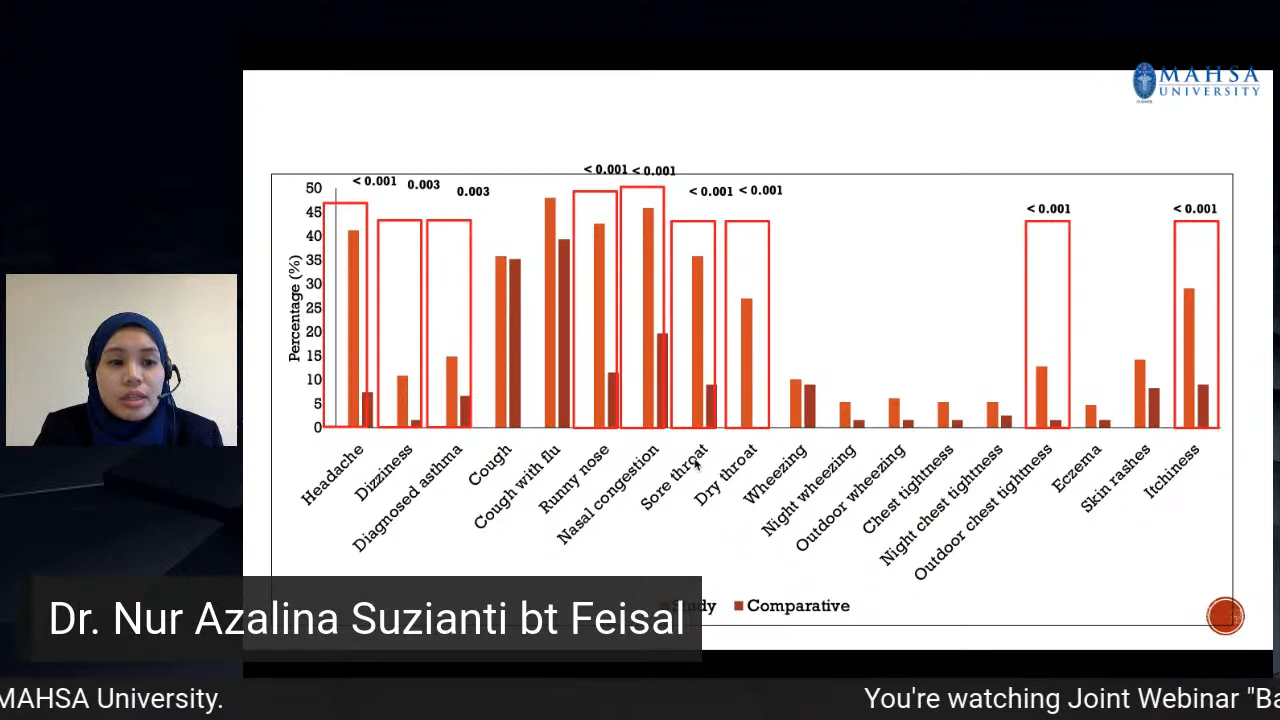 MAHSA
UNIVERSITY
< 0.001
0.003
0.003
< 0.001
< 0.001
< 0.001
< 0.001
< 0.001
< 0.001
Percentage (%)
50
45
40
35
30
25
20
15
10
5
0
Headache
Dizziness
Diagnosed asthma
Cough
Cough with flu
Runny nose
Nasal congestion
Sore throat
Dry throat
Wheezing
Night wheezing
Outdoor wheezing
Chest tightness
Night chest tightness
Outdoor chest tightness
Eczema
Skin rashes
Itchiness
Study
Comparative
Dr. Nur Azalina Suzianti bt Feisal
MAHSA University.
You're watching Joint Webinar "Ba